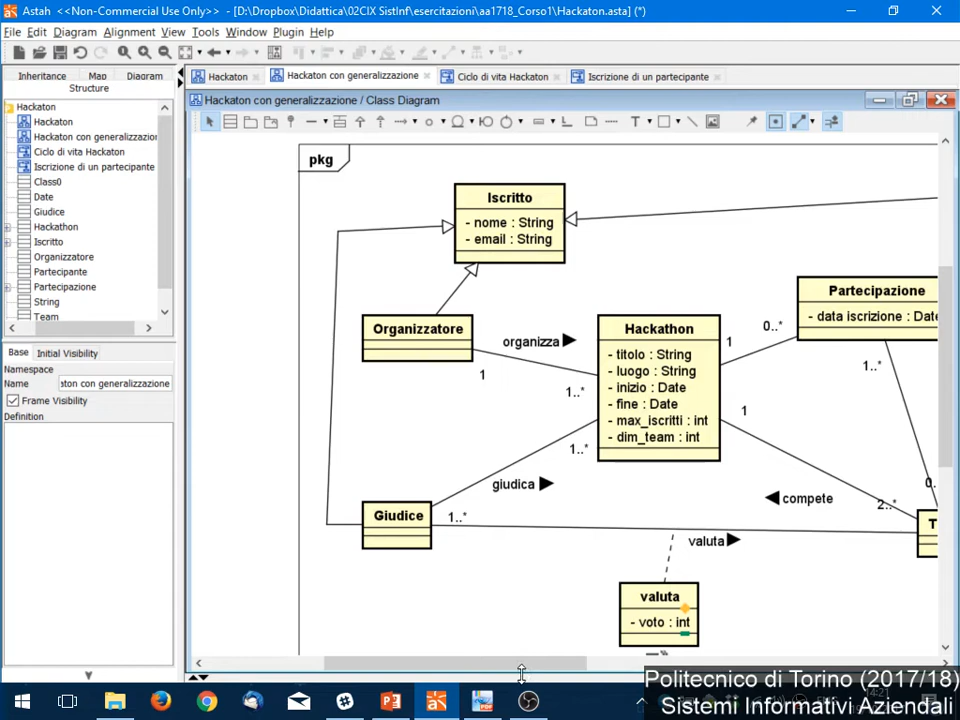 Astah <<Non-Commercial Use Only>> - [D:\Dropbox\Didattica\02CIX SistInf\esercitazioni\aa1718_Corso1\Hackaton.asta] (*)
File Edit Diagram Alignment View Tools Window Plugin Help
Inheritance Map Diagram
Structure
Hackaton
Hackaton
Hackaton con generalizzazion
Ciclo di vita Hackaton
Iscrizione di un partecipante
Class0
Date
Giudice
Hackathon
Iscritto
Organizzatore
Partecipante
Partecipazione
String
Team
Base Initial Visibility
Namespace
Name ston con generalizzazione
Frame Visibility
Definition
Hackaton Hackaton con generalizzazione Ciclo di vita Hackaton Iscrizione di un partecipante
Hackaton con generalizzazione / Class Diagram
pkg
Iscritto
- nome : String
- email : String
Organizzatore
organizza
1
1..*
Hackathon
- titolo : String
- luogo : String
- inizio : Date
- fine : Date
- max_iscritti : int
- dim_team : int
Partecipazione
- data iscrizione : Date
0..*
1
1..*
1
1..*
giudica
compete
2..*
0.
Giudice
1..*
T
valuta
valuta
- voto : int
14:21
Politecnico di Torino (2017/18)
Sistemi Informativi Aziendali